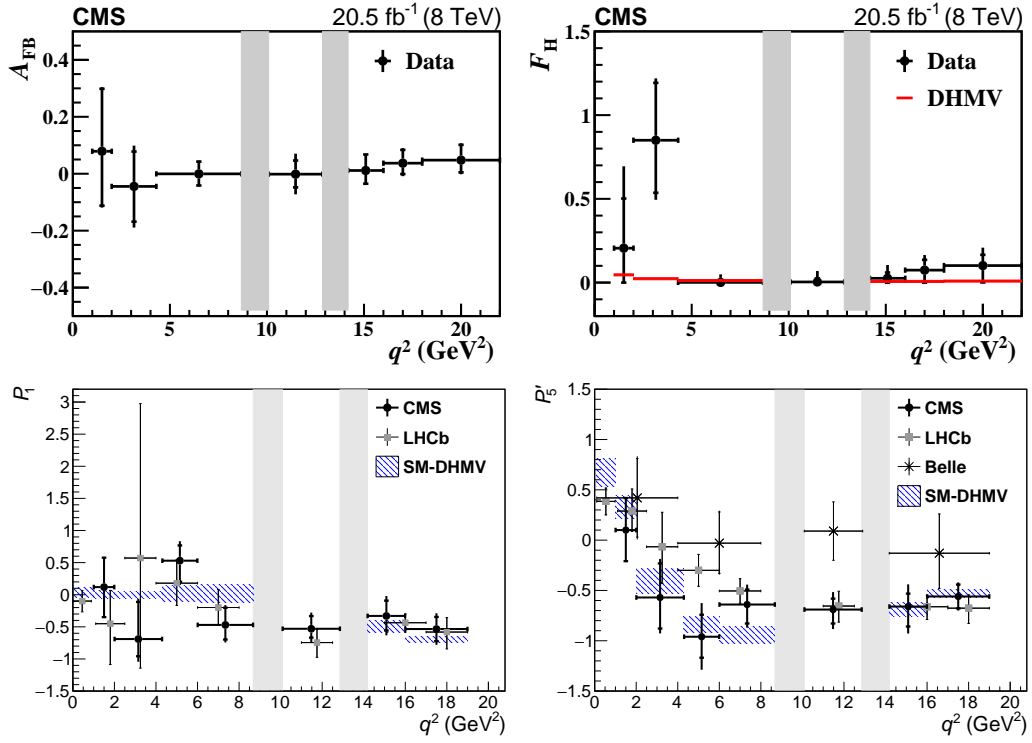 CMS 20.5 fb⁻¹ (8 TeV)
A_FB
0.4
0.2
0
−0.2
−0.4
Data
0 5 10 15 20
q² (GeV²)
CMS 20.5 fb⁻¹ (8 TeV)
F_H
1.5
1
0.5
0
Data
DHMV
0 5 10 15 20
q² (GeV²)
P₁
3
2.5
2
1.5
1
0.5
0
−0.5
−1
−1.5
CMS
LHCb
SM-DHMV
0 2 4 6 8 10 12 14 16 18 20
q² (GeV²)
P₅′
1.5
1
0.5
0
−0.5
−1
−1.5
CMS
LHCb
Belle
SM-DHMV
0 2 4 6 8 10 12 14 16 18 20
q² (GeV²)